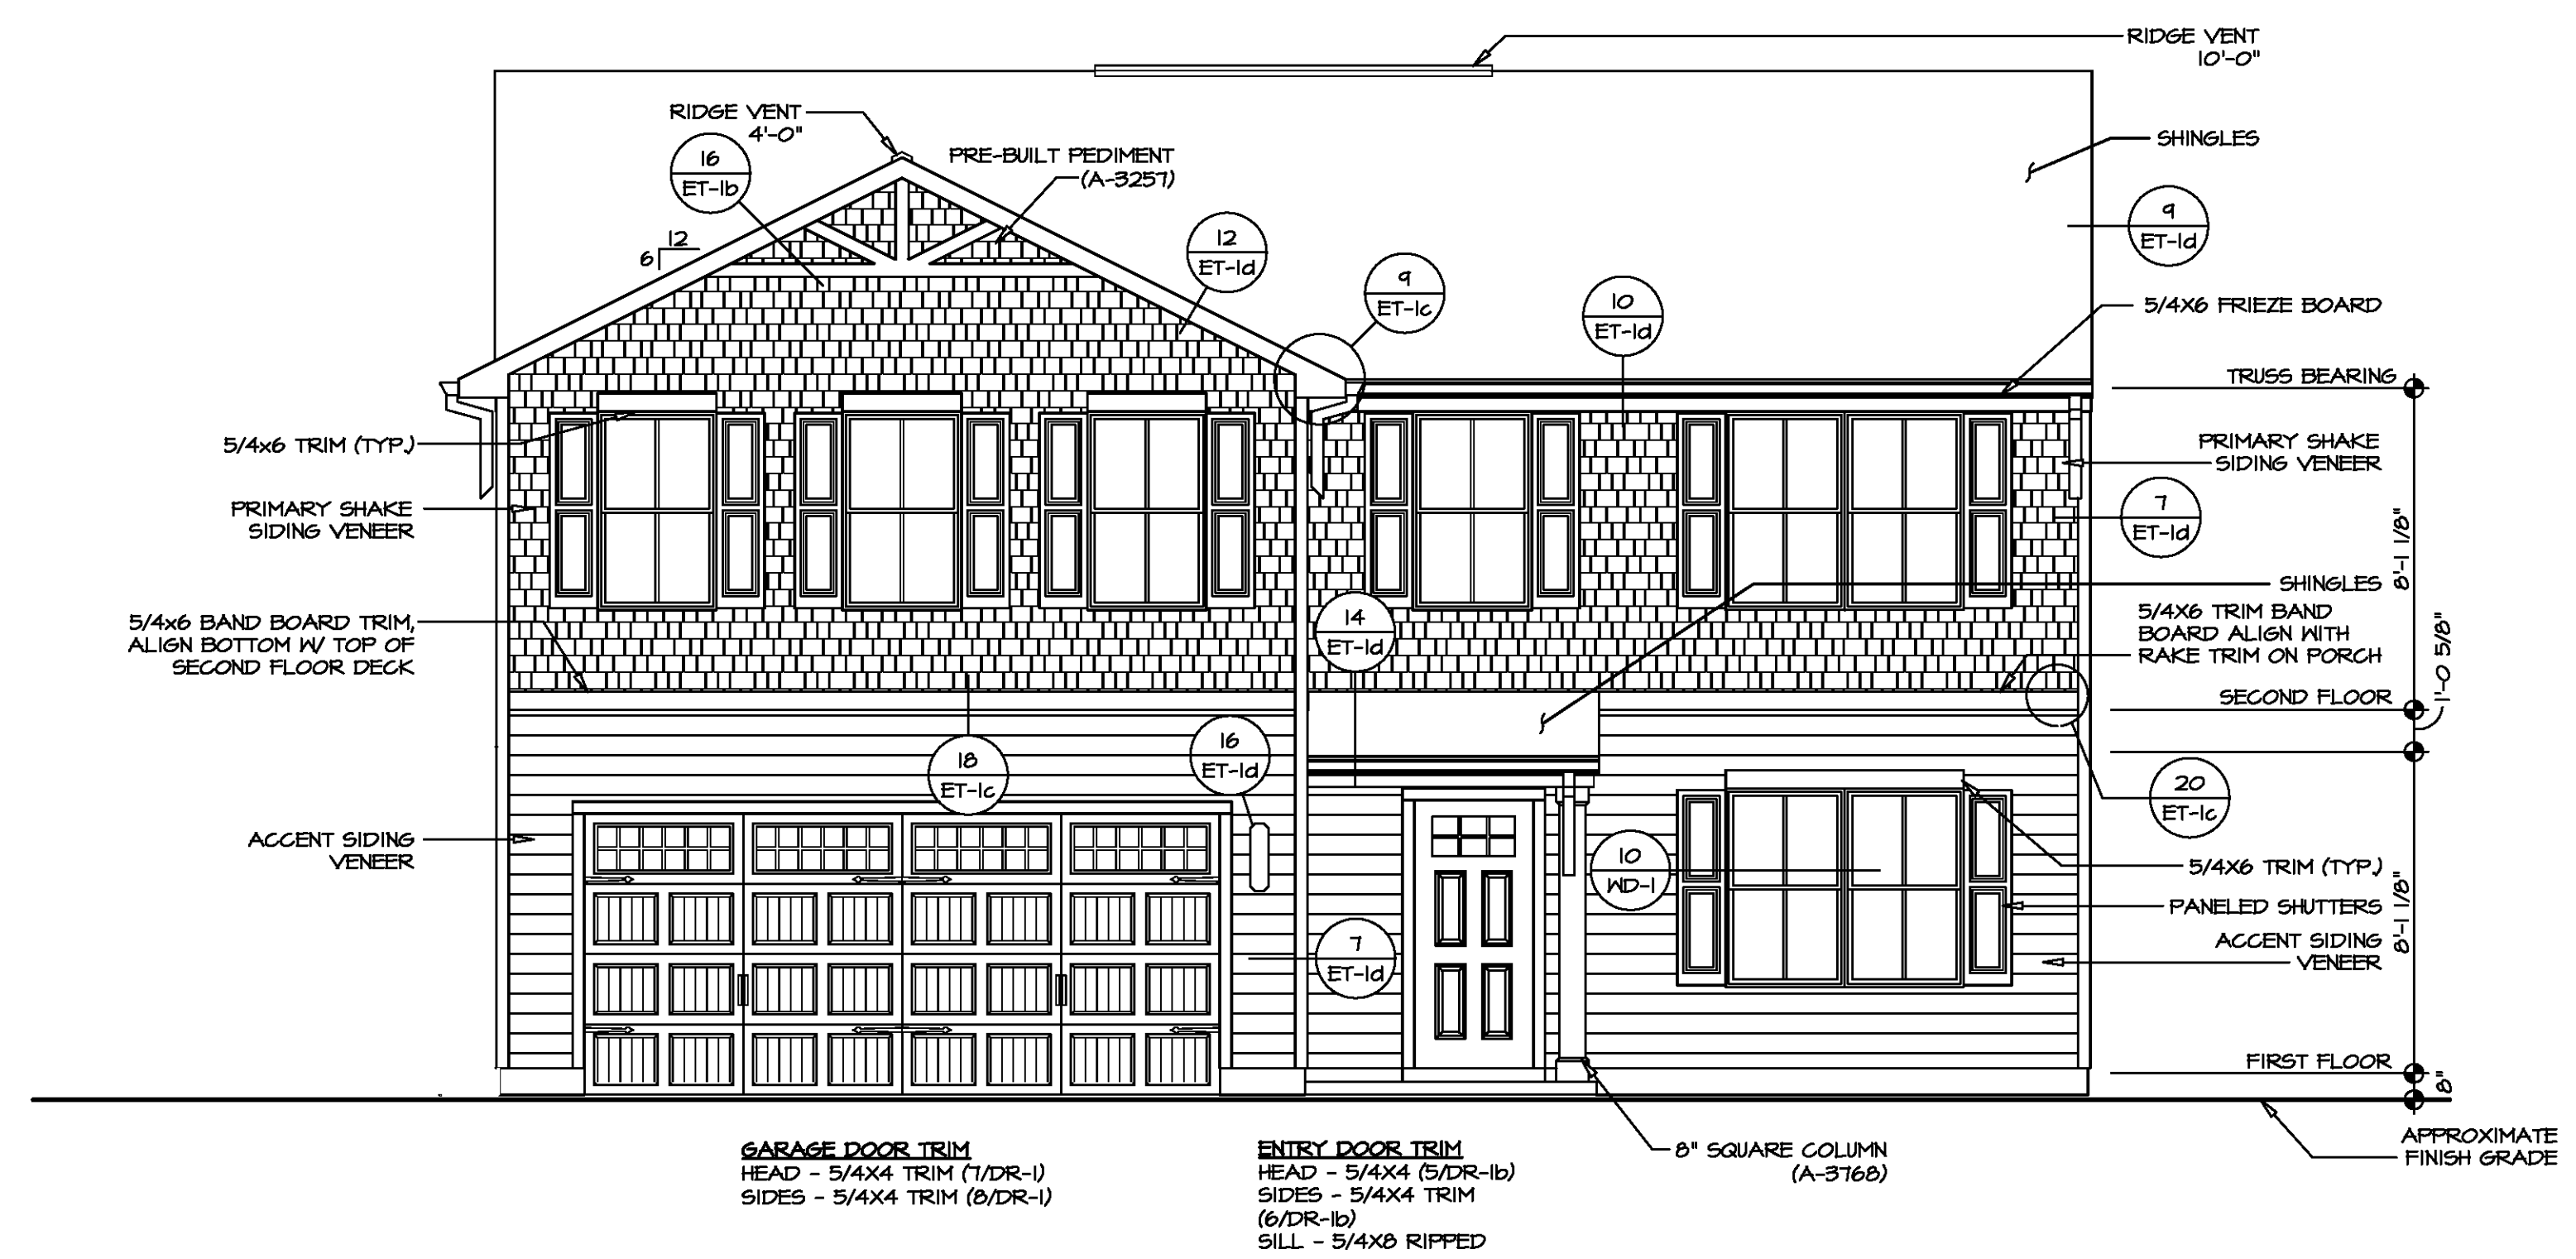 RIDGE VENT
10'-0"
RIDGE VENT
4'-0"
16
ET-1b
PRE-BUILT PEDIMENT
(A-3257)
SHINGLES
12
6
12
ET-1d
9
ET-1c
10
ET-1d
9
ET-1d
5/4X6 FRIEZE BOARD
TRUSS BEARING
5/4x6 TRIM (TYP.)
PRIMARY SHAKE
SIDING VENEER
PRIMARY SHAKE
SIDING VENEER
7
ET-1d
8'-1 1/8"
SHINGLES
5/4x6 BAND BOARD TRIM,
ALIGN BOTTOM W/ TOP OF
SECOND FLOOR DECK
14
ET-1d
5/4X6 TRIM BAND
BOARD ALIGN WITH
RAKE TRIM ON PORCH
SECOND FLOOR
1'-0 5/8"
18
ET-1c
16
ET-1d
20
ET-1c
ACCENT SIDING
VENEER
10
WD-1
5/4X6 TRIM (TYP.)
PANELED SHUTTERS
8'-1 1/8"
ACCENT SIDING
VENEER
7
ET-1d
FIRST FLOOR
8"
GARAGE DOOR TRIM
HEAD - 5/4X4 TRIM (7/DR-1)
SIDES - 5/4X4 TRIM (8/DR-1)
ENTRY DOOR TRIM
HEAD - 5/4X4 (5/DR-1b)
SIDES - 5/4X4 TRIM
(6/DR-1b)
SILL - 5/4X8 RIPPED
8" SQUARE COLUMN
(A-3768)
APPROXIMATE
FINISH GRADE